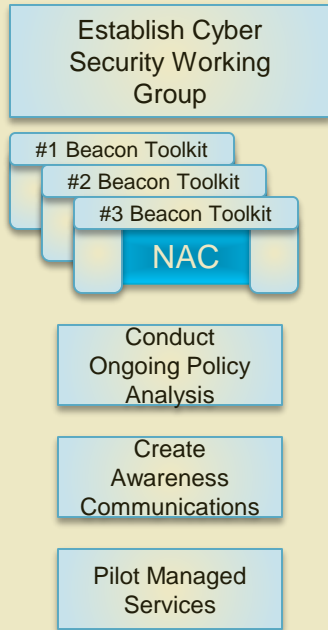 Establish Cyber
Security Working
Group
#1 Beacon Toolkit
#2 Beacon Toolkit
#3 Beacon Toolkit
NAC
Conduct
Ongoing Policy
Analysis
Create
Awareness
Communications
Pilot Managed
Services